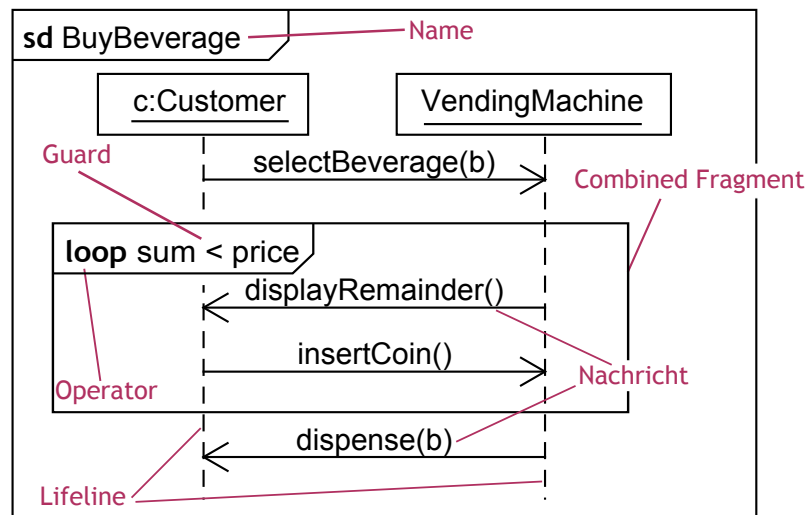 sd BuyBeverage
Name
c:Customer
VendingMachine
Guard
selectBeverage(b)
Combined Fragment
loop sum < price
displayRemainder()
insertCoin()
Nachricht
Operator
dispense(b)
Lifeline